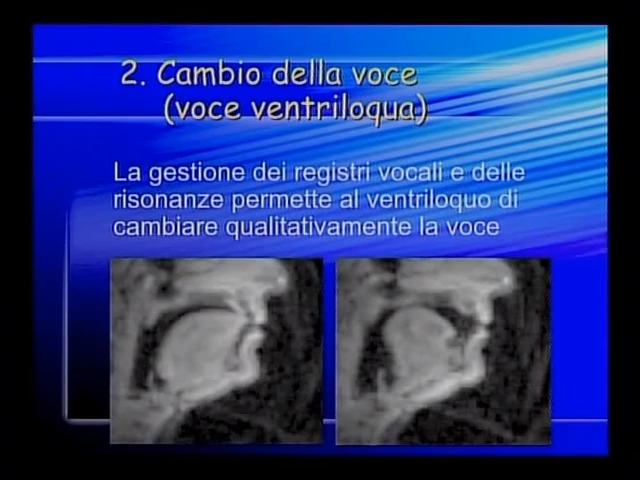 2. Cambio della voce
(voce ventriloqua)
La gestione dei registri vocali e delle
risonanze permette al ventriloquo di
cambiare qualitativamente la voce